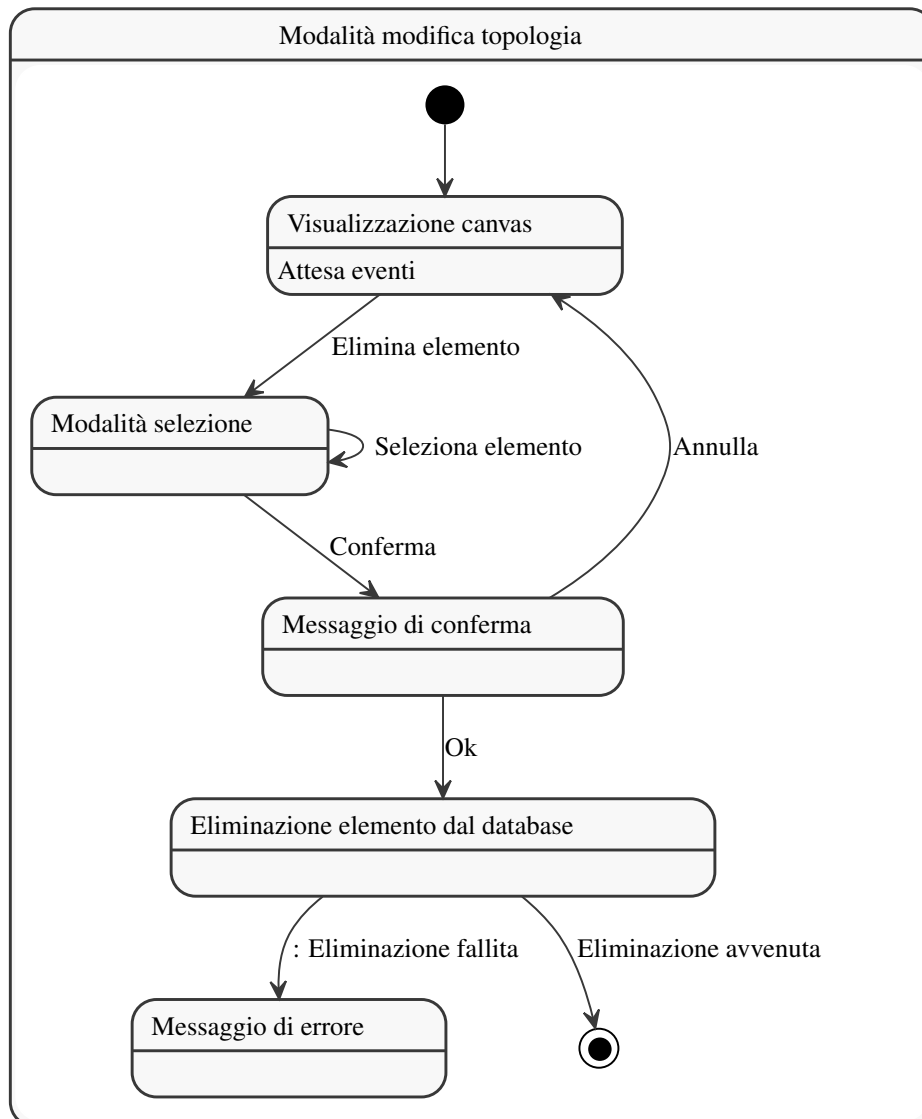 Modalità modifica topologia
Visualizzazione canvas
Attesa eventi
Elimina elemento
Modalità selezione
Seleziona elemento
Annulla
Conferma
Messaggio di conferma
Ok
Eliminazione elemento dal database
: Eliminazione fallita
Eliminazione avvenuta
Messaggio di errore